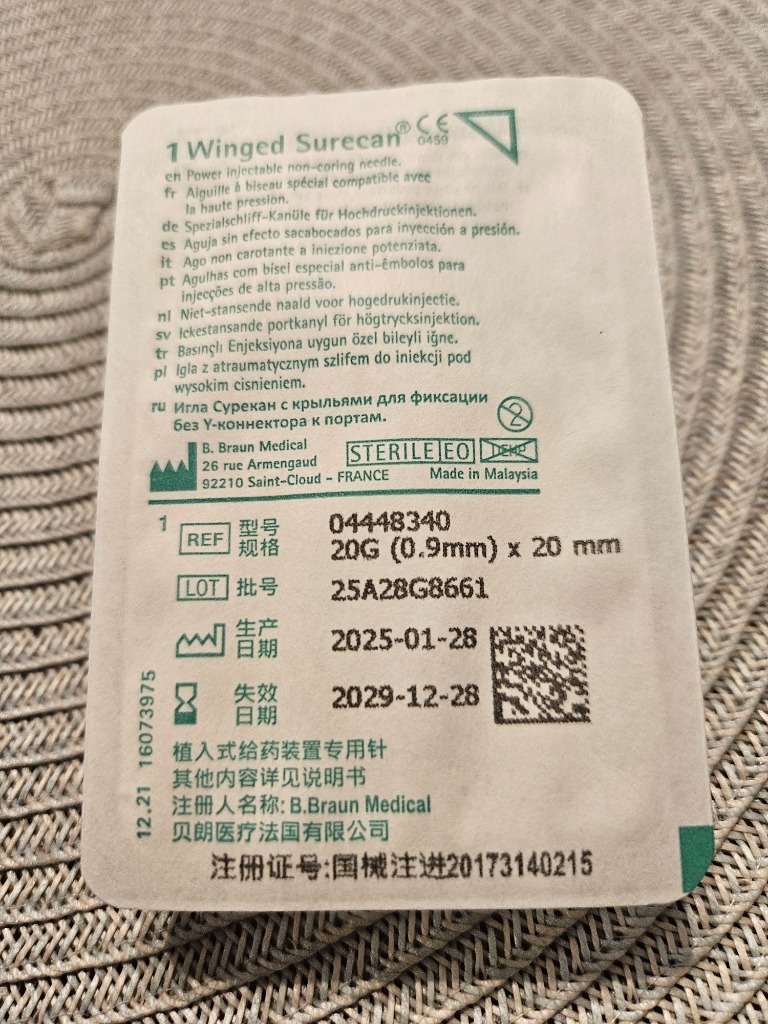 1 Winged Surecan® CE 0459
en Power injectable non-coring needle.
fr Aiguille à biseau spécial compatible avec
la haute pression.
de Spezialschliff-Kanüle für Hochdruckinjektionen.
es Aguja sin efecto sacabocados para inyección a presión.
it Ago non carotante a iniezione potenziata.
pt Agulhas com bisel especial anti-êmbolos para
injecções de alta pressão.
nl Niet-stansende naald voor hogedrukinjectie.
sv Ickestansande portkanyl för högtrycksinjektion.
tr Basınçlı Enjeksiyona uygun özel bileyli iğne.
pl Igla z atraumatycznym szlifem do iniekcji pod
wysokim cisnieniem.
ru Игла Сурекан с крыльями для фиксации
без Y-коннектора к портам.
2
B. Braun Medical
26 rue Armengaud
92210 Saint-Cloud - FRANCE
STERILE EO DEHP
Made in Malaysia
1 REF 型号 04448340
规格 20G (0.9mm) x 20 mm
LOT 批号 25A28G8661
生产
日期 2025-01-28
失效
日期 2029-12-28
12.21 16073975
植入式给药装置专用针
其他内容详见说明书
注册人名称: B.Braun Medical
贝朗医疗法国有限公司
注册证号:国械注进20173140215